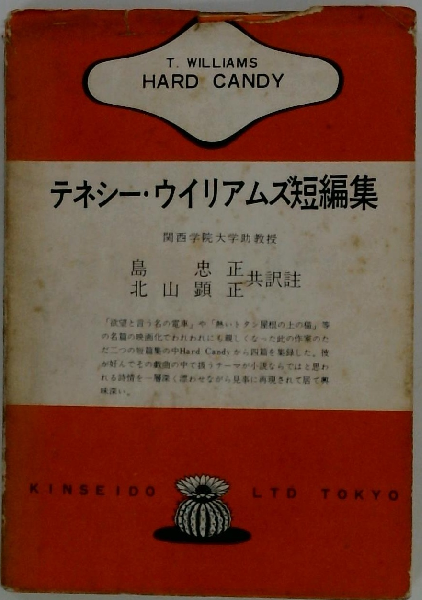 T. WILLIAMS
HARD CANDY
テネシー・ウイリアムズ短編集
関西学院大学助教授
島 忠 正
北 山 顕 正
共訳註
「欲望と言う名の電車」や「熱いトタン屋根の上の猫」等
の名篇の映画化でわれわれにも親しくなった此の作家のた
だ二つの短篇集の中Hard Candyから四篇を集録した。彼
が好んでその戯曲の中で扱うテーマが小説ならではと思わ
れる詩情を一層深く漂わせながら見事に再現されて居て興
味深い。
KINSEIDO LTD TOKYO